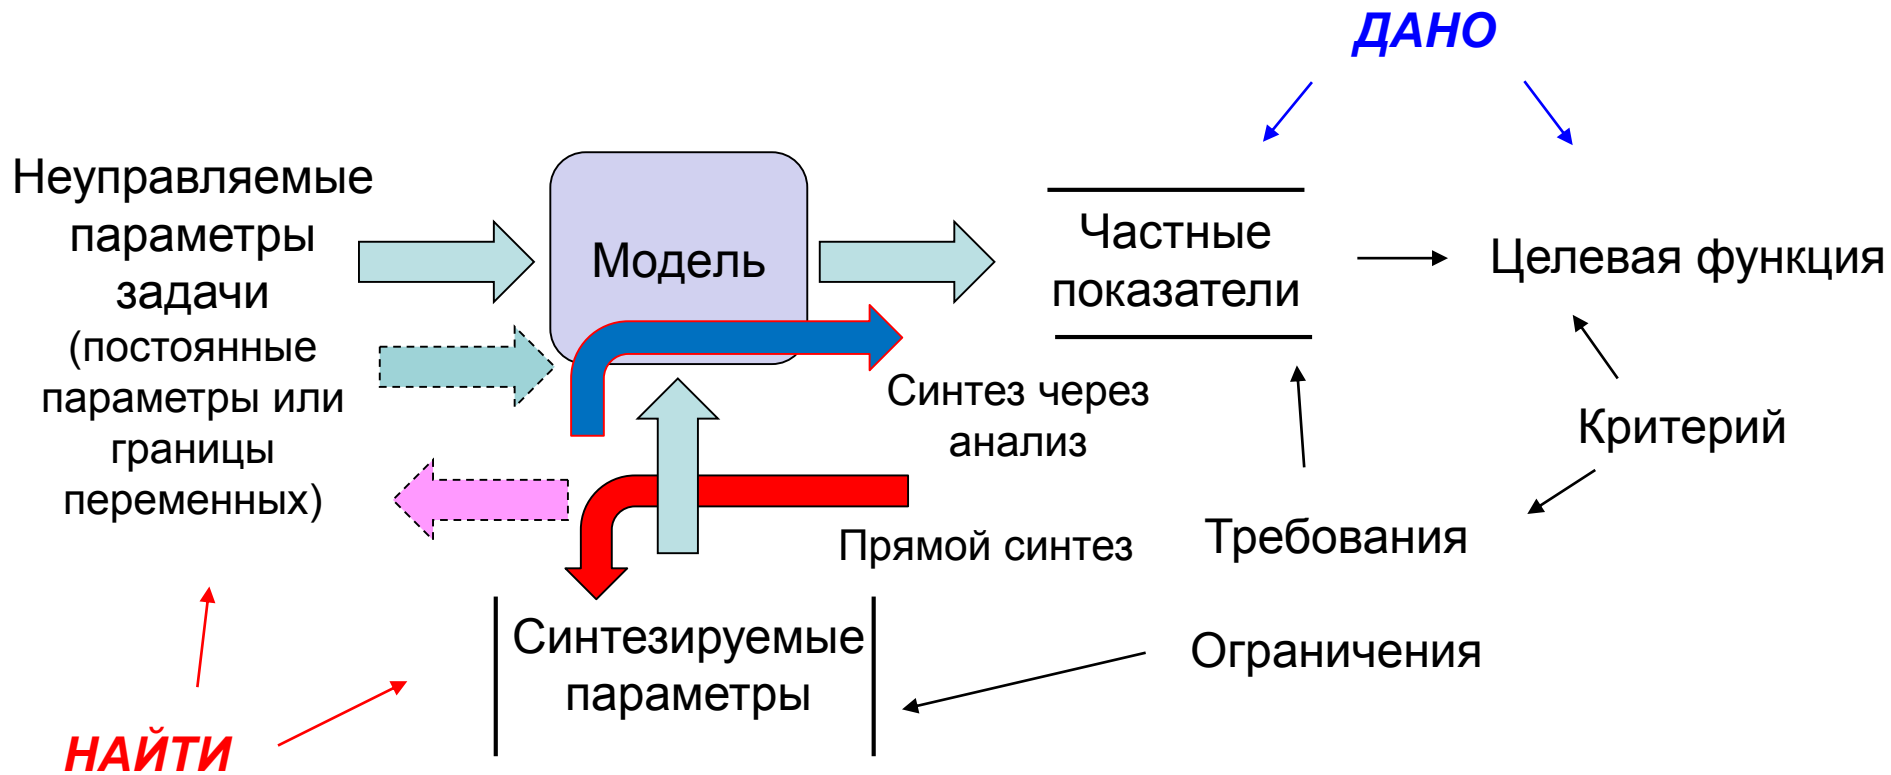 ДАНО
Неуправляемые
параметры
задачи
(постоянные
параметры или
границы
переменных)
Модель
Частные
показатели
Целевая функция
Синтез через
анализ
Критерий
Прямой синтез
Требования
Синтезируемые
параметры
Ограничения
НАЙТИ